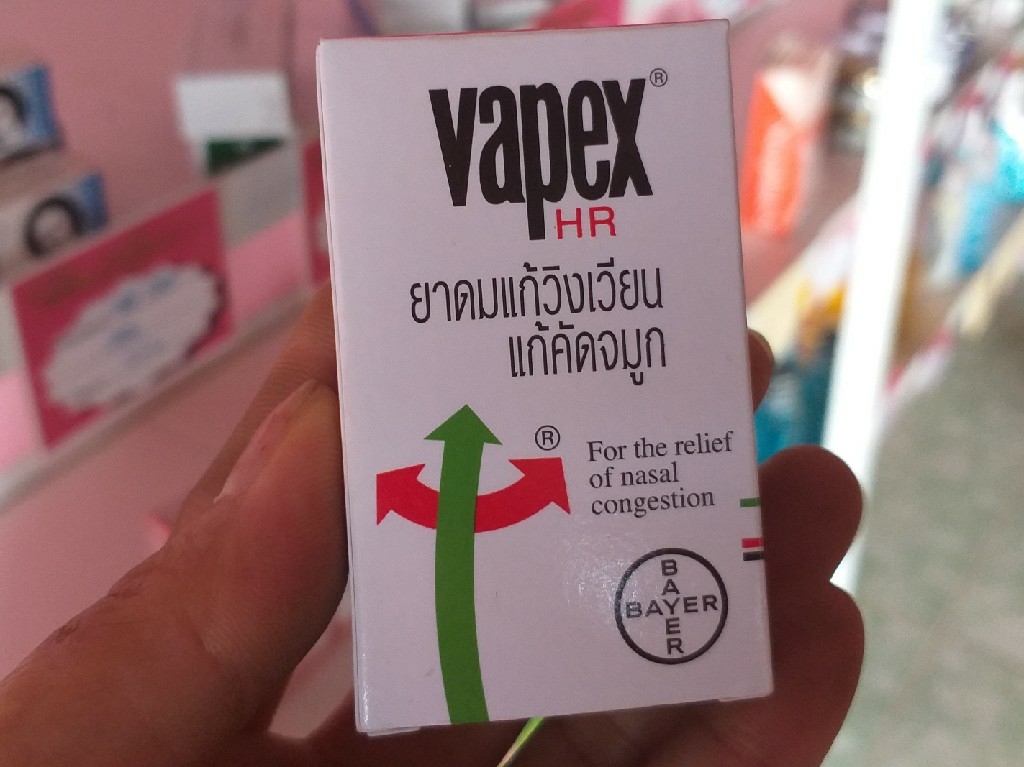 vapex®
HR
ยาดมแก้วิงเวียน
แก้คัดจมูก
®
For the relief
of nasal
congestion
BAYER
BAYER